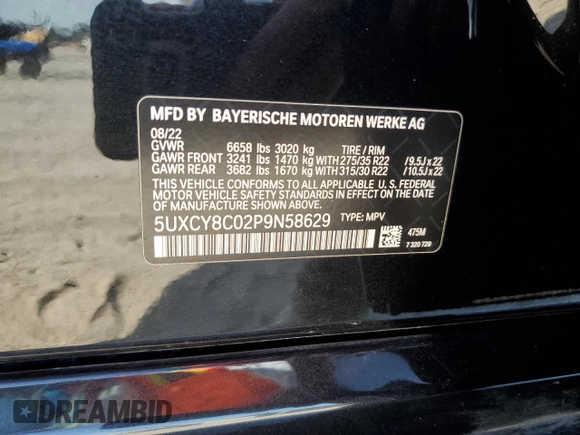 MFD BY BAYERISCHE MOTOREN WERKE AG
08/22
GVWR 6658 lbs 3020 kg TIRE / RIM
GAWR FRONT 3241 lbs 1470 kg WITH 275/35 R22 / 9.5J x 22
GAWR REAR 3682 lbs 1670 kg WITH 315/30 R22 / 10.5J x 22
THIS VEHICLE CONFORMS TO ALL APPLICABLE U. S. FEDERAL
MOTOR VEHICLE SAFETY STANDARDS IN EFFECT ON THE DATE
OF MANUFACTURE SHOWN ABOVE.
5UXCY8C02P9N58629 TYPE: MPV
475M
7 320 728
DREAMBID